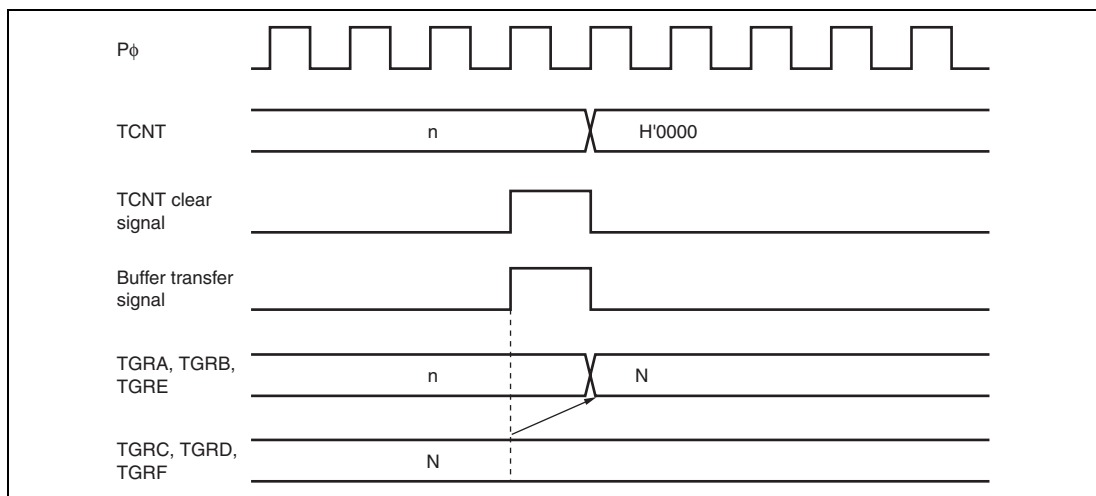 Pϕ
TCNT
n
H'0000
TCNT clear
signal
Buffer transfer
signal
TGRA, TGRB,
TGRE
n
N
TGRC, TGRD,
TGRF
N